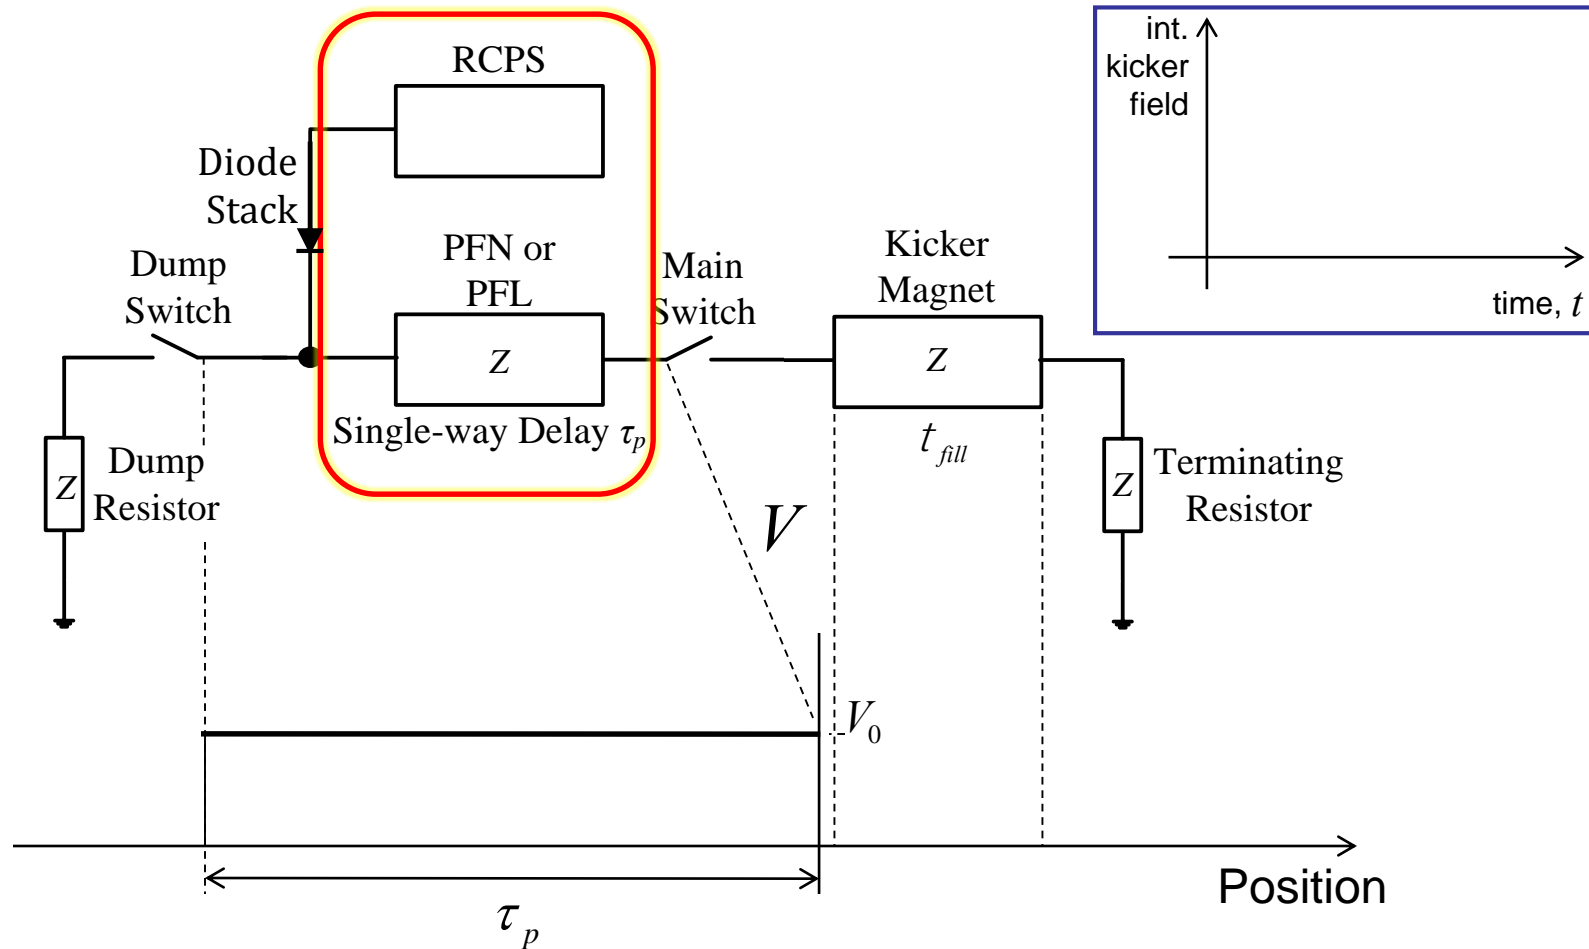 RCPS
int.
kicker
field
time, t
Diode
Stack
PFN or
PFL
Dump
Switch
Main
Switch
Kicker
Magnet
Z
Z
Single-way Delay τp
tfill
Z
Dump
Resistor
Z
Terminating
Resistor
V
V0
Position
τp